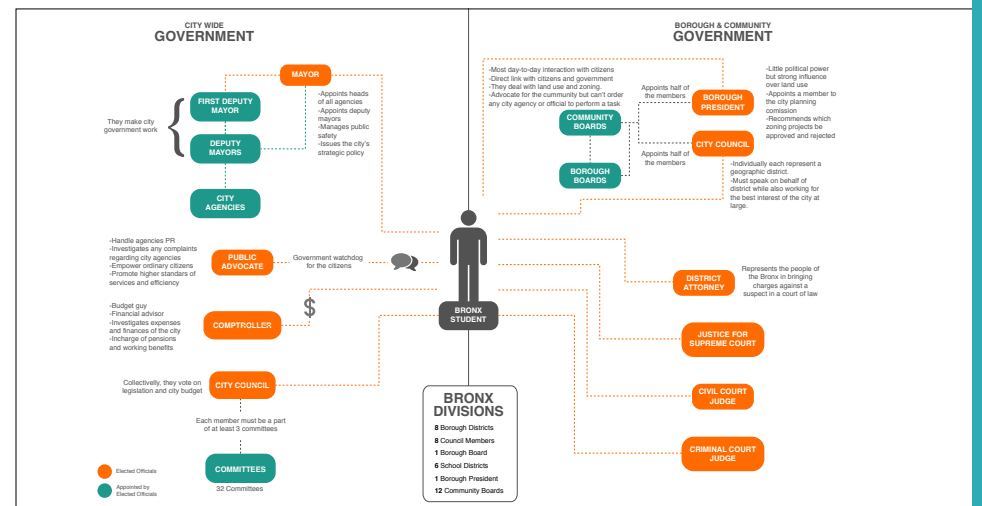 CITY WIDE
GOVERNMENT
MAYOR
FIRST DEPUTY
MAYOR
They make city
government work
DEPUTY
MAYORS
-Appoints heads
of all agencies
-Appoints deputy
mayors
-Manages public
safety
-Issues the city's
strategic policy
CITY
AGENCIES
-Handle agencies PR
-Investigates any complaints
regarding city agencies
-Empower ordinary citizens
-Promote higher standars of
services and efficiency
PUBLIC
ADVOCATE
Government watchdog
for the citizens
-Budget guy
-Financial advisor
-Investigates expenses
and finances of the city
-Incharge of pensions
and working benefits
COMPTROLLER
$
Collectivelly, they vote on
legislation and city budget
CITY COUNCIL
Each member must be a part
of at least 3 committees
COMMITTEES
32 Committees
Elected Officials
Appointed by
Elected Officials
BOROUGH & COMMUNITY
GOVERNMENT
-Most day-to-day interaction with citizens
-Direct link with citizens and government
-They deal with land use and zoning.
-Advocate for the cummunity but can't order
any city agency or official to perform a task
COMMUNITY
BOARDS
BOROUGH
BOARDS
Appoints half of
the members
Appoints half of
the members
BOROUGH
PRESIDENT
-Little political power
but strong influence
over land use
-Appoints a member to
the city planning
comission
-Recommends which
zoning projects be
approved and rejected
CITY COUNCIL
-Individually each represent a
geographic district.
-Must speak on behalf of
district while also working for
the best interest of the city at
large.
DISTRICT
ATTORNEY
Represents the people of
the Bronx in bringing
charges against a
suspect in a court of law
JUSTICE FOR
SUPREME COURT
CIVIL COURT
JUDGE
CRIMINAL COURT
JUDGE
BRONX
STUDENT
BRONX
DIVISIONS
8 Borough Districts
8 Council Members
1 Borough Board
6 School Districts
1 Borough President
12 Community Boards